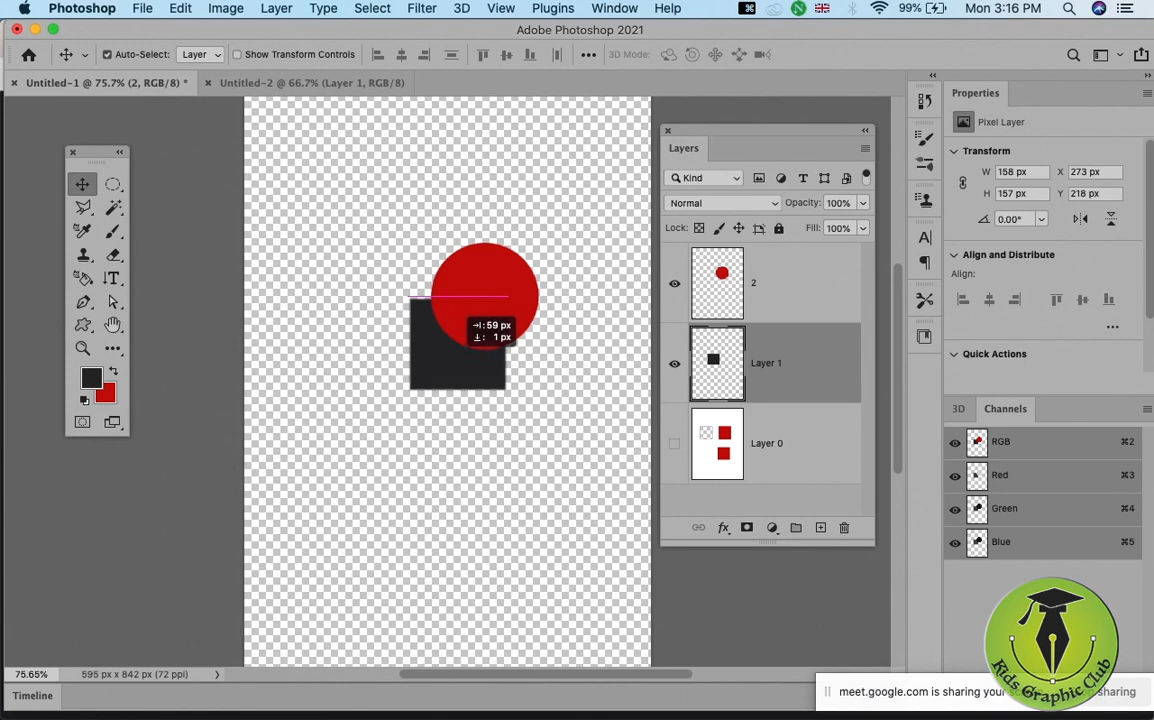 Photoshop File Edit Image Layer Type Select Filter 3D View Plugins Window Help 99% Mon 3:16 PM
Adobe Photoshop 2021
Auto-Select: Layer Show Transform Controls 3D Mode:
Untitled-1 @ 75.7% (2, RGB/8) * Untitled-2 @ 66.7% (Layer 1, RGB/8)
Properties
Pixel Layer
Transform
W 158 px X 273 px
H 157 px Y 218 px
0.00°
Align and Distribute
Align:
Quick Actions
Layers
Kind
Normal Opacity: 100%
Lock: Fill: 100%
2
Layer 1
Layer 0
fx
59 px
1 px
3D Channels
RGB ⌘2
Red ⌘3
Green ⌘4
Blue ⌘5
75.65% 595 px x 842 px (72 ppi)
Timeline
meet.google.com is sharing your sharing
Kids Graphic Club